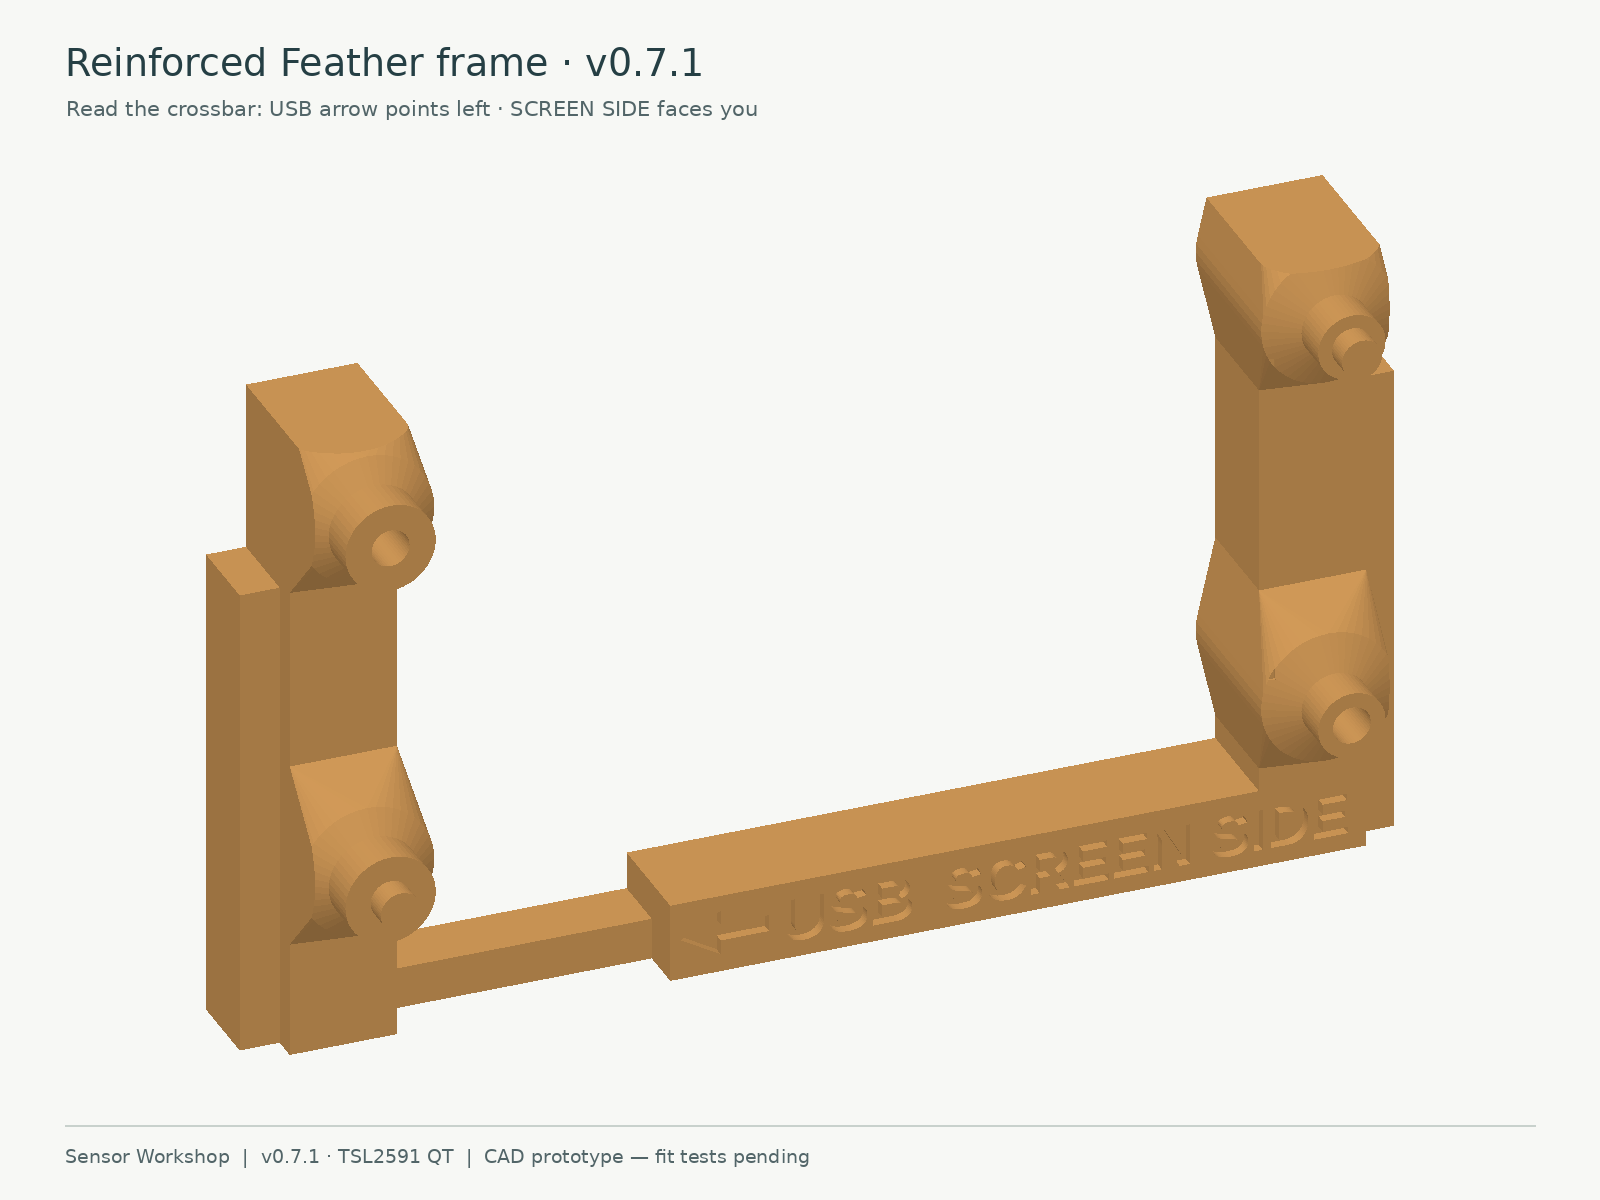 Reinforced Feather frame · v0.7.1
Read the crossbar: USB arrow points left · SCREEN SIDE faces you
← USB SCREEN SIDE
Sensor Workshop | v0.7.1 · TSL2591 QT | CAD prototype — fit tests pending